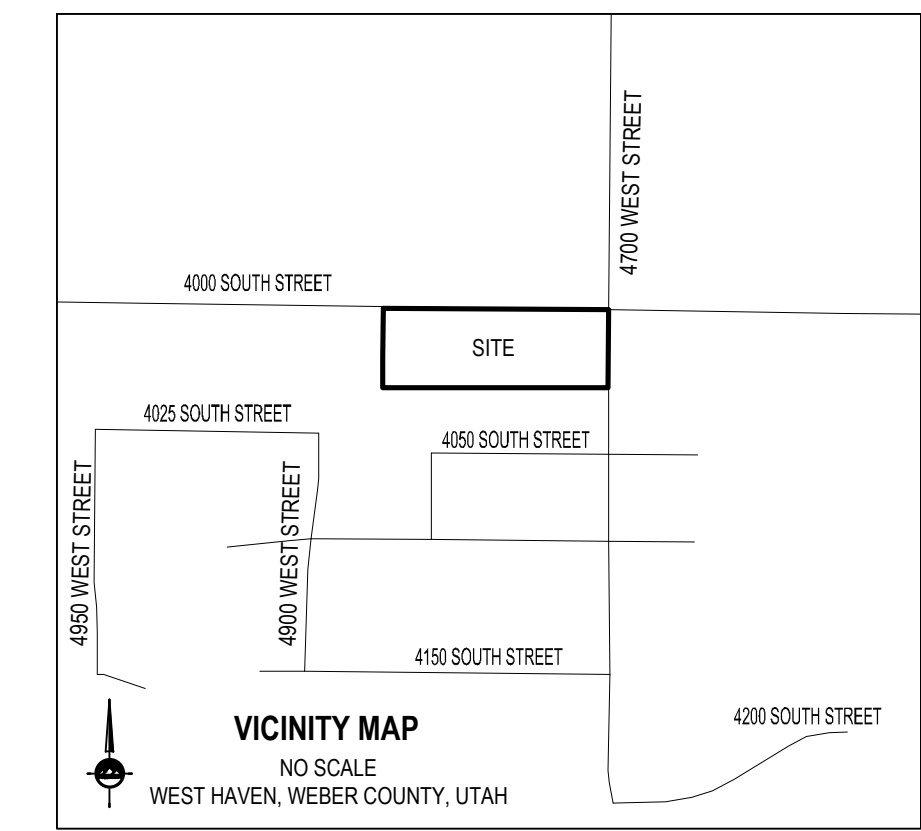 4700 WEST STREET
4000 SOUTH STREET
SITE
4025 SOUTH STREET
4050 SOUTH STREET
4950 WEST STREET
4900 WEST STREET
4150 SOUTH STREET
4200 SOUTH STREET
VICINITY MAP
NO SCALE
WEST HAVEN, WEBER COUNTY, UTAH